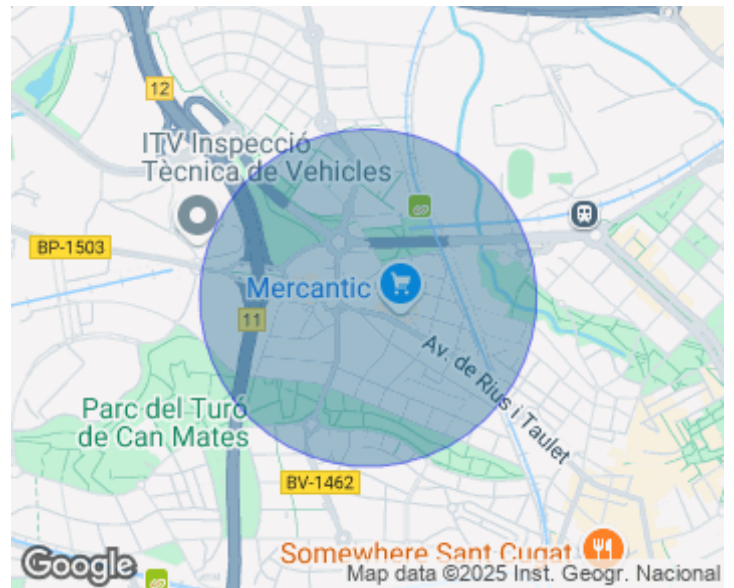 12
ITV Inspecció
Tècnica de Vehicles
BP-1503
Mercantic
11
Av. de Rius i Taulet
Parc del Turó
de Can Mates
BV-1462
Somewhere Sant Cugat
Google
Map data ©2025 Inst. Geogr. Nacional